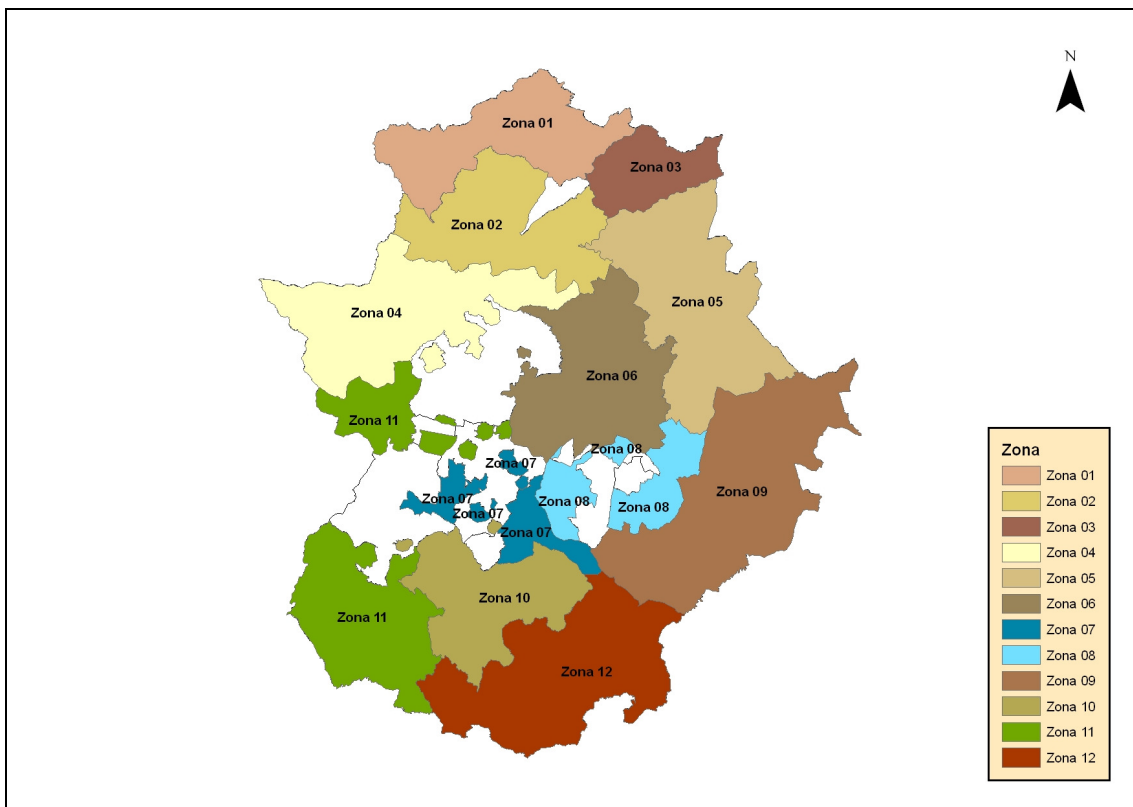 N
Zona 01
Zona 03
Zona 02
Zona 05
Zona 04
Zona 06
Zona 11
Zona 08
Zona 07
Zona 09
Zona 07
Zona 08
Zona 08
Zona 07
Zona 07
Zona 10
Zona 11
Zona 12
Zona
Zona 01
Zona 02
Zona 03
Zona 04
Zona 05
Zona 06
Zona 07
Zona 08
Zona 09
Zona 10
Zona 11
Zona 12